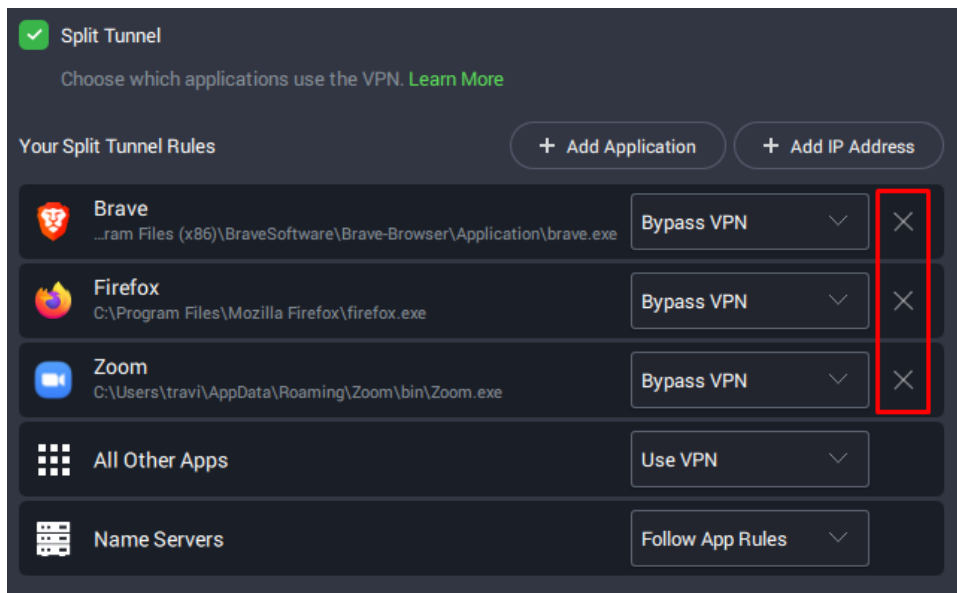 Split Tunnel
Choose which applications use the VPN. Learn More
Your Split Tunnel Rules
+ Add Application
+ Add IP Address
Brave
...ram Files (x86)\BraveSoftware\Brave-Browser\Application\brave.exe
Bypass VPN
Firefox
C:\Program Files\Mozilla Firefox\firefox.exe
Bypass VPN
Zoom
C:\Users\travi\AppData\Roaming\Zoom\bin\Zoom.exe
Bypass VPN
All Other Apps
Use VPN
Name Servers
Follow App Rules